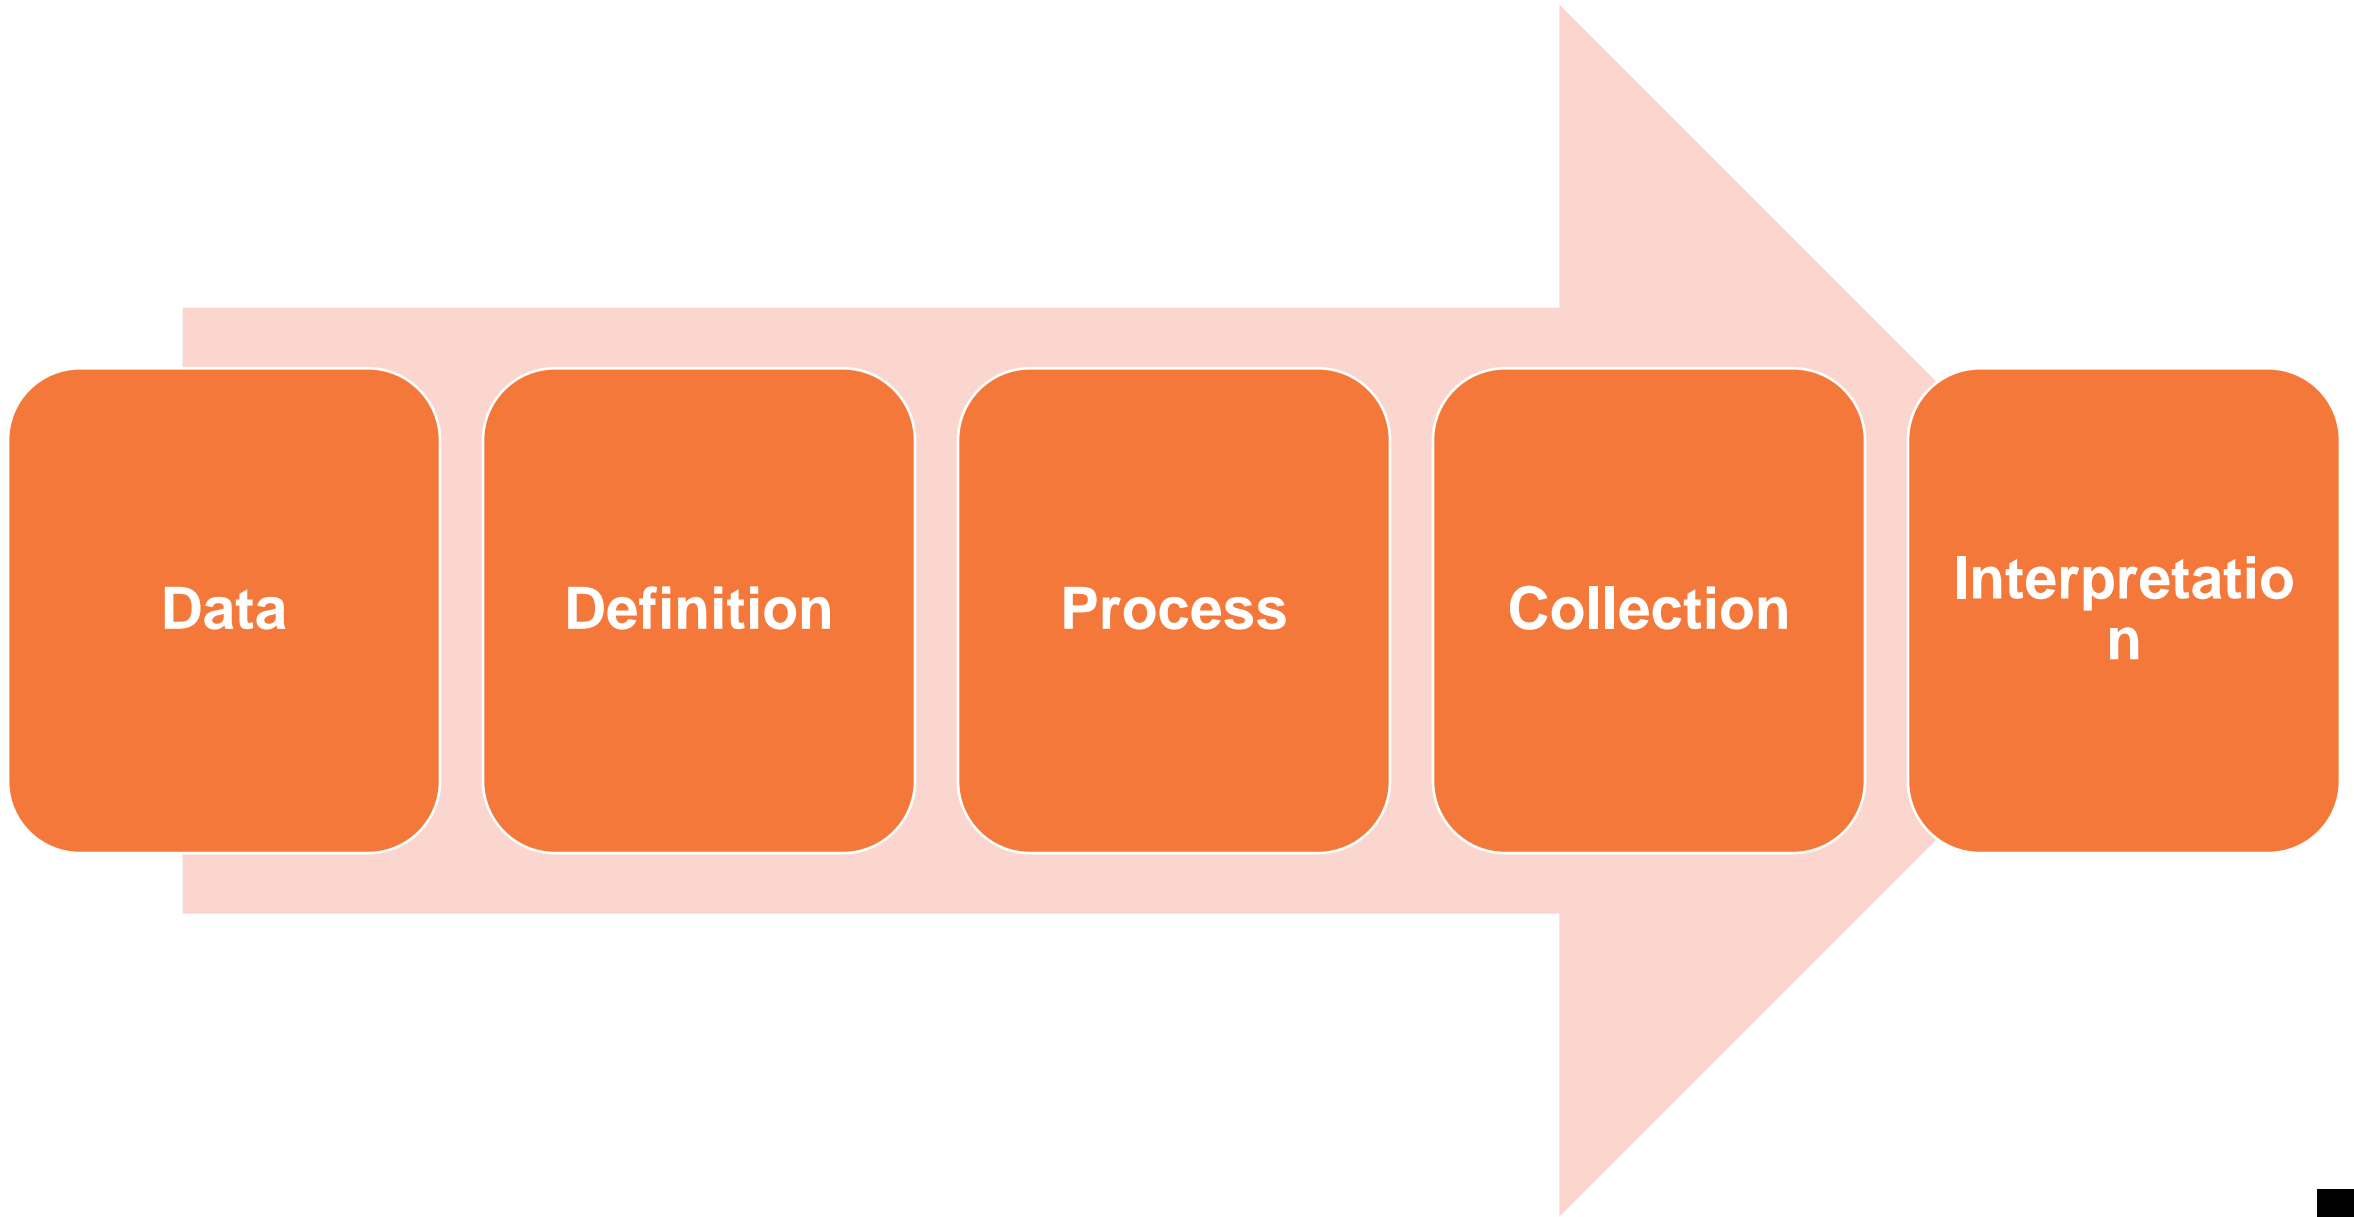 Data
Definition
Process
Collection
Interpretatio
n